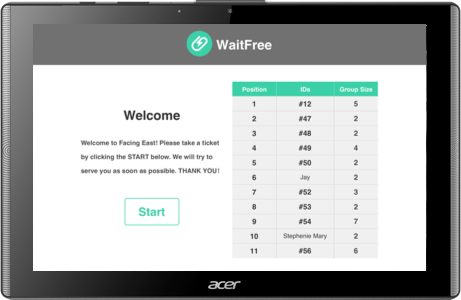 WaitFree
Welcome
Welcome to Facing East! Please take a ticket
by clicking the START below. We will try to
serve you as soon as possible. THANK YOU!
Start
Position IDs Group Size
1 #12 5
2 #47 2
3 #48 2
4 #49 4
5 #50 2
6 Jay 2
7 #52 3
8 #53 2
9 #54 7
10 Stephenie Mary 2
11 #56 6
acer